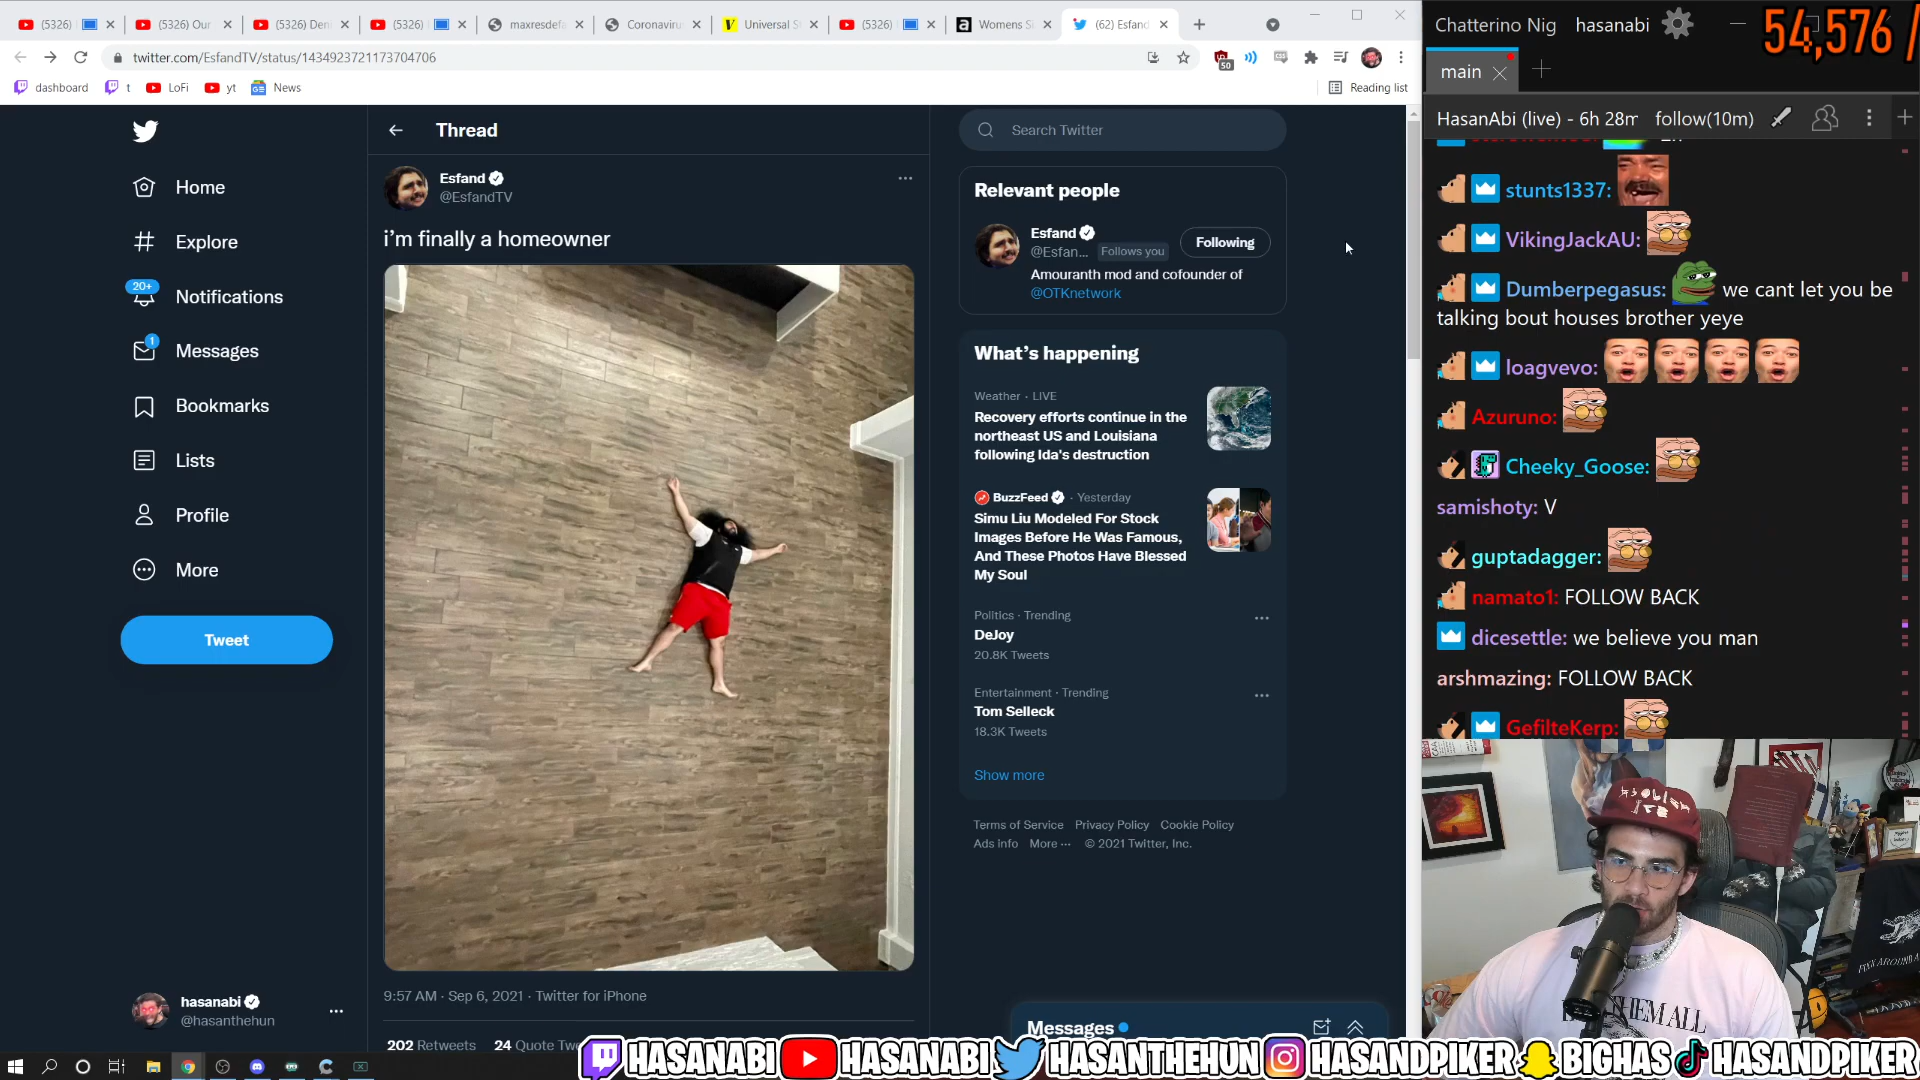 (5326)
(5326) Our
(5326) Den
(5326)
maxresdef
Coronavirus
Universal S
(5326)
Womens S
(62) Esfand
twitter.com/EsfandTV/status/1434923721173704706
50
dashboard
t
LoFi
yt
News
Reading list
Home
Explore
20+
Notifications
1
Messages
Bookmarks
Lists
Profile
More
Tweet
hasanabi
@hasanthehun
Thread
Esfand
@EsfandTV
i'm finally a homeowner
9:57 AM · Sep 6, 2021 · Twitter for iPhone
202 Retweets 24 Quote Twe
Search Twitter
Relevant people
Esfand
@Esfan... Follows you
Following
Amouranth mod and cofounder of
@OTKnetwork
What's happening
Weather · LIVE
Recovery efforts continue in the
northeast US and Louisiana
following Ida's destruction
BuzzFeed · Yesterday
Simu Liu Modeled For Stock
Images Before He Was Famous,
And These Photos Have Blessed
My Soul
Politics · Trending
DeJoy
20.8K Tweets
Entertainment · Trending
Tom Selleck
18.3K Tweets
Show more
Terms of Service Privacy Policy Cookie Policy
Ads info More ··· © 2021 Twitter, Inc.
Messages
Chatterino Nig hasanabi
54,576 /
main
HasanAbi (live) - 6h 28m follow(10m)
stunts1337:
VikingJackAU:
Dumberpegasus: we cant let you be
talking bout houses brother yeye
loagvevo:
Azuruno:
Cheeky_Goose:
samishoty: V
guptadagger:
namato1: FOLLOW BACK
dicesettle: we believe you man
arshmazing: FOLLOW BACK
GefilteKerp:
THEM ALL
HASANABI HASANABI HASANTHEHUN HASANDPIKER BIGHAS HASANDPIKER